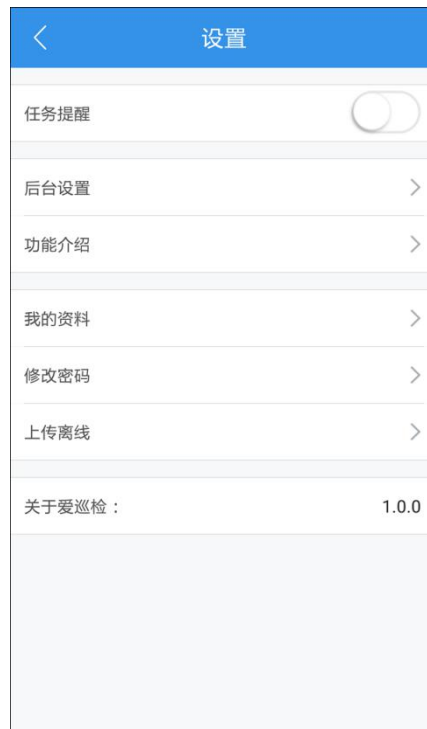 设置
任务提醒
后台设置
功能介绍
我的资料
修改密码
上传离线
关于爱巡检： 1.0.0